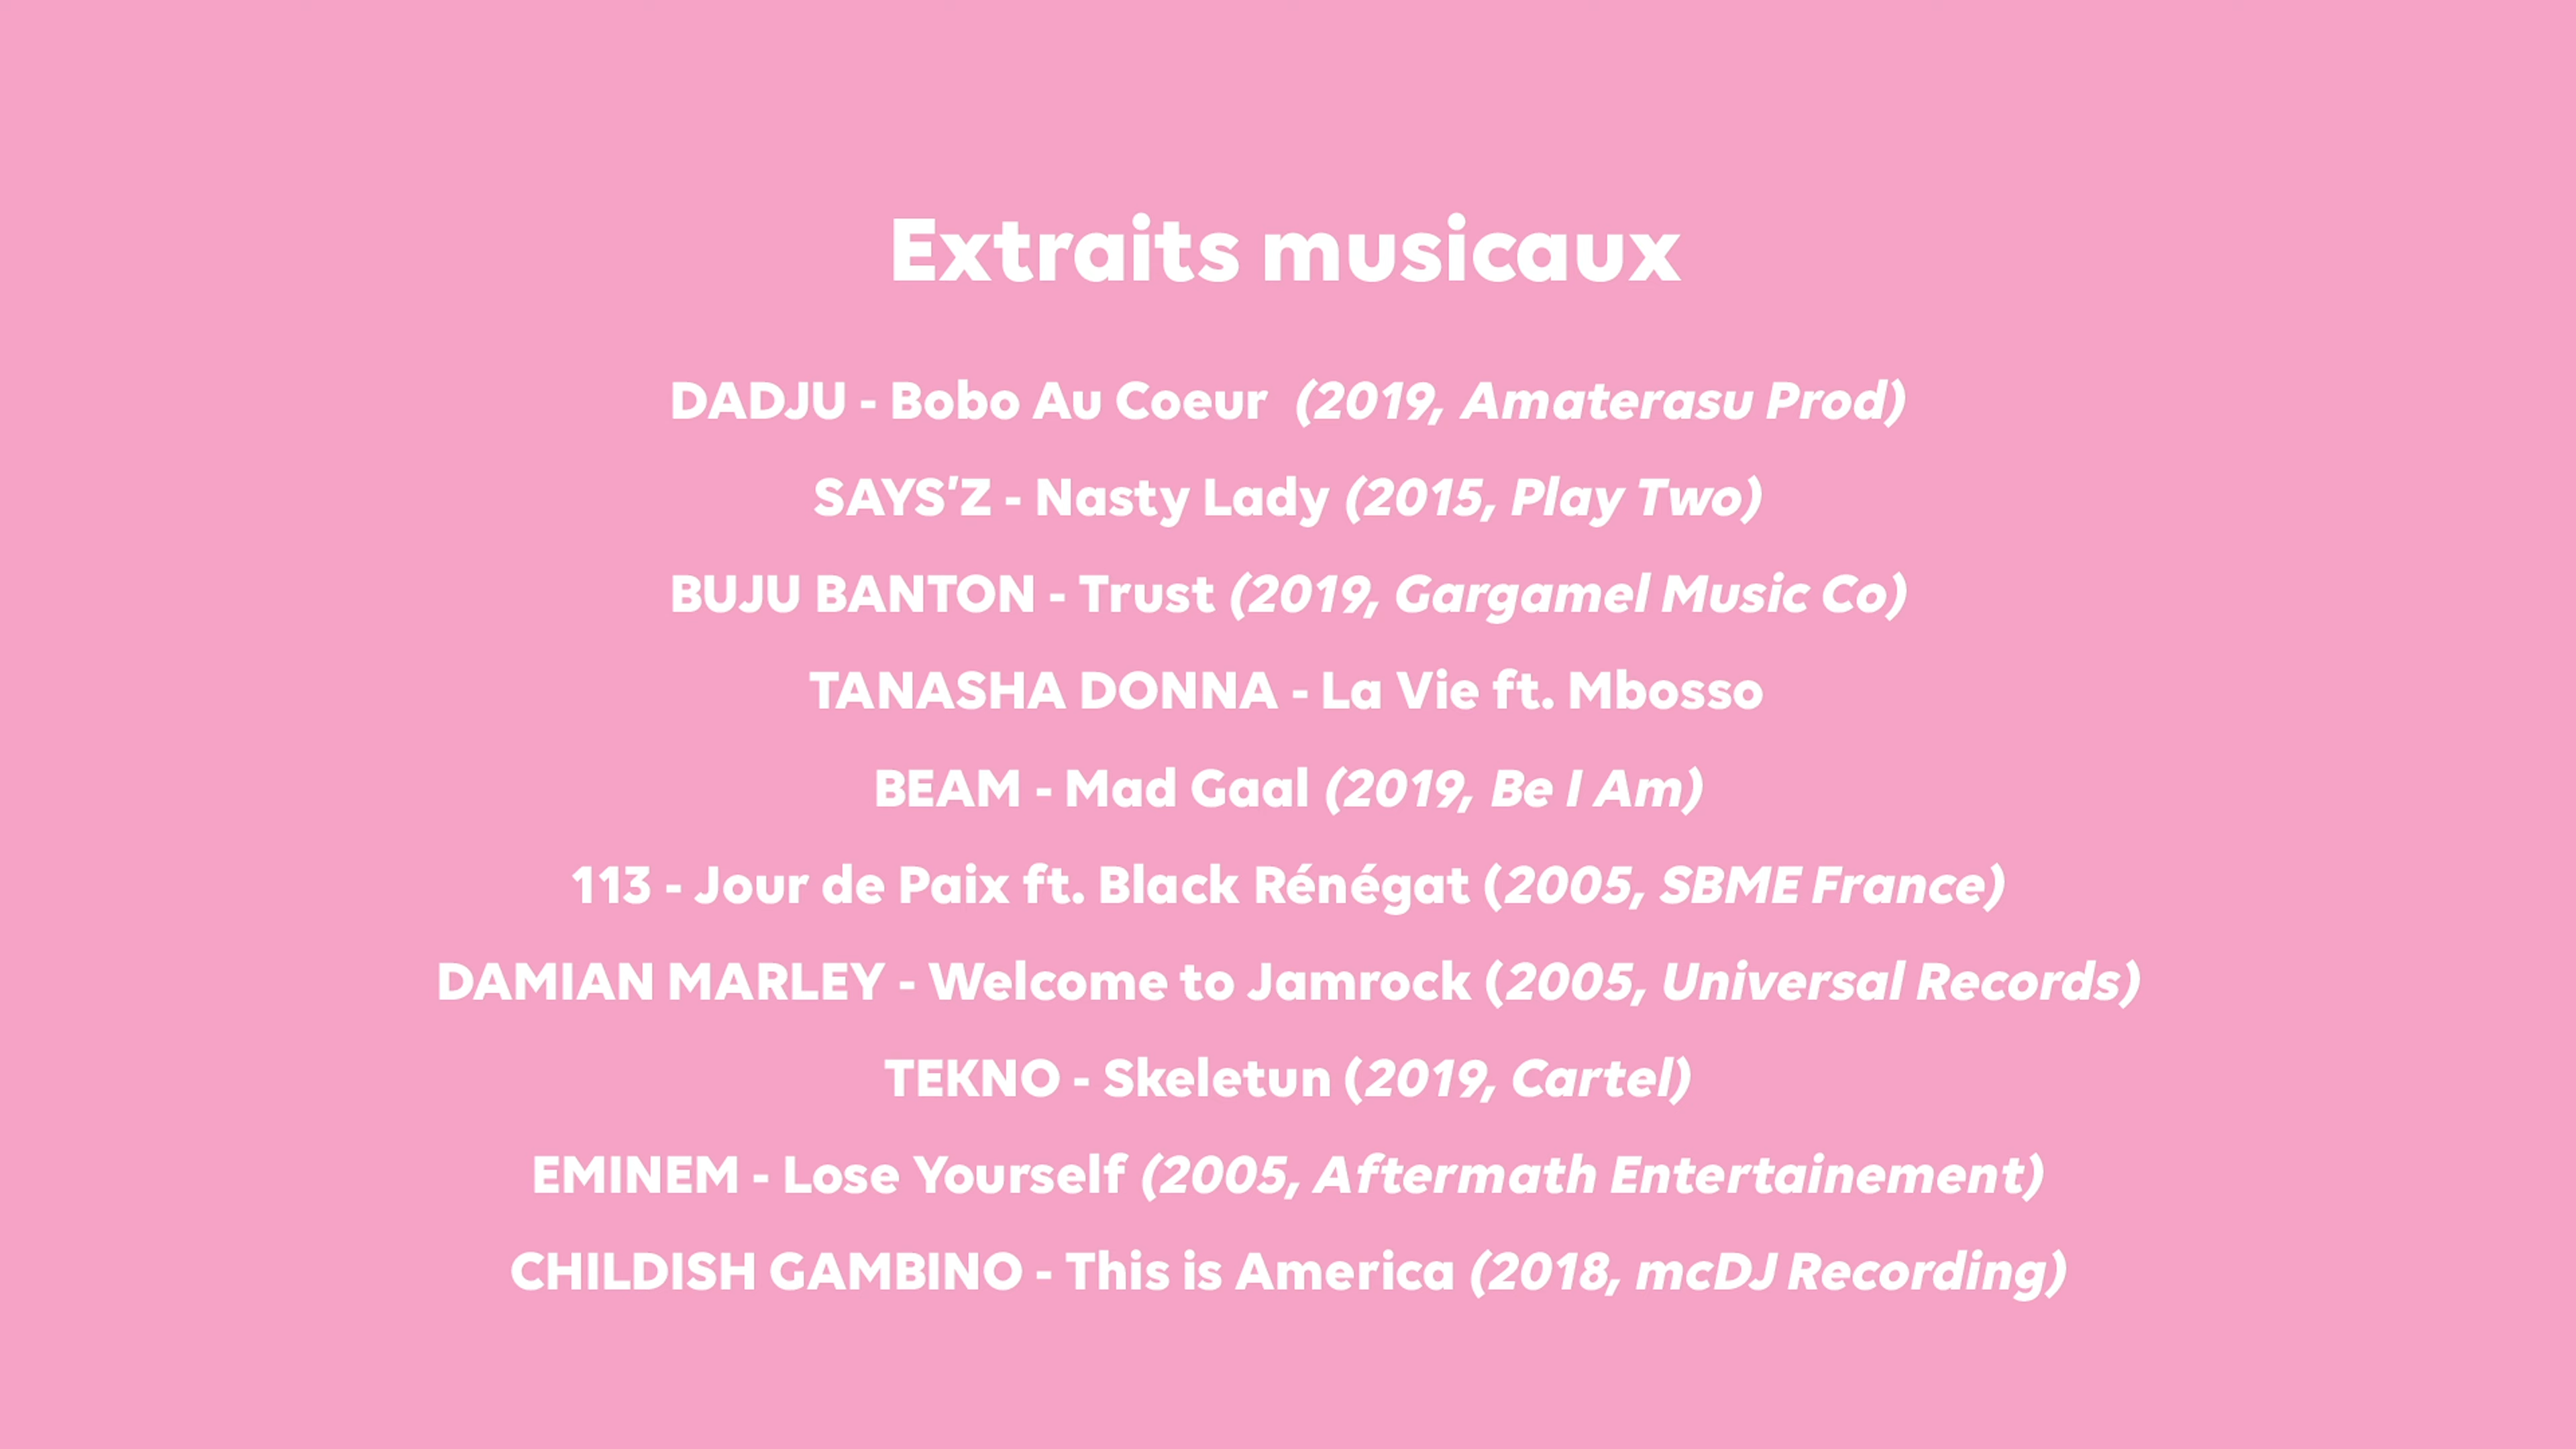 Extraits musicaux
DADJU - Bobo Au Coeur (2019, Amaterasu Prod)
SAYS'Z - Nasty Lady (2015, Play Two)
BUJU BANTON - Trust (2019, Gargamel Music Co)
TANASHA DONNA - La Vie ft. Mbosso
BEAM - Mad Gaal (2019, Be I Am)
113 - Jour de Paix ft. Black Rénégat (2005, SBME France)
DAMIAN MARLEY - Welcome to Jamrock (2005, Universal Records)
TEKNO - Skeletun (2019, Cartel)
EMINEM - Lose Yourself (2005, Aftermath Entertainement)
CHILDISH GAMBINO - This is America (2018, mcDJ Recording)